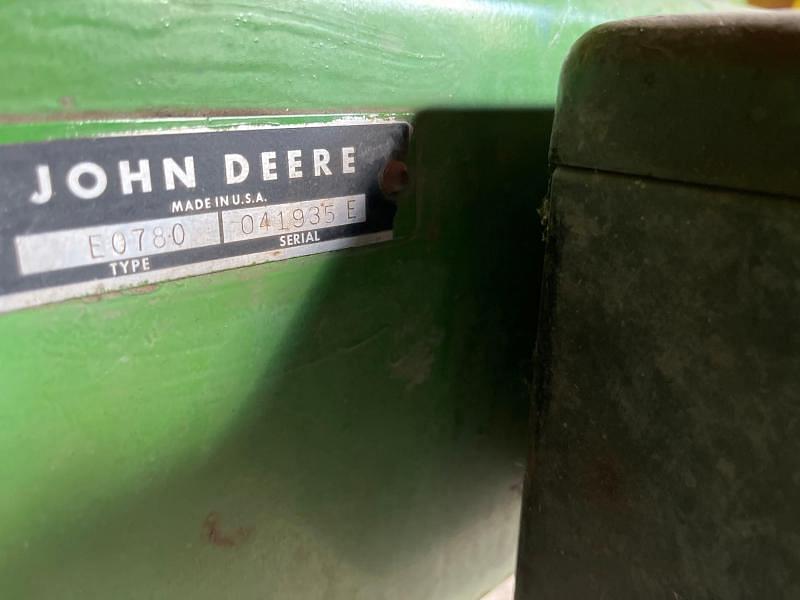 JOHN DEERE
MADE IN U.S.A.
E0780 041935 E
TYPE SERIAL